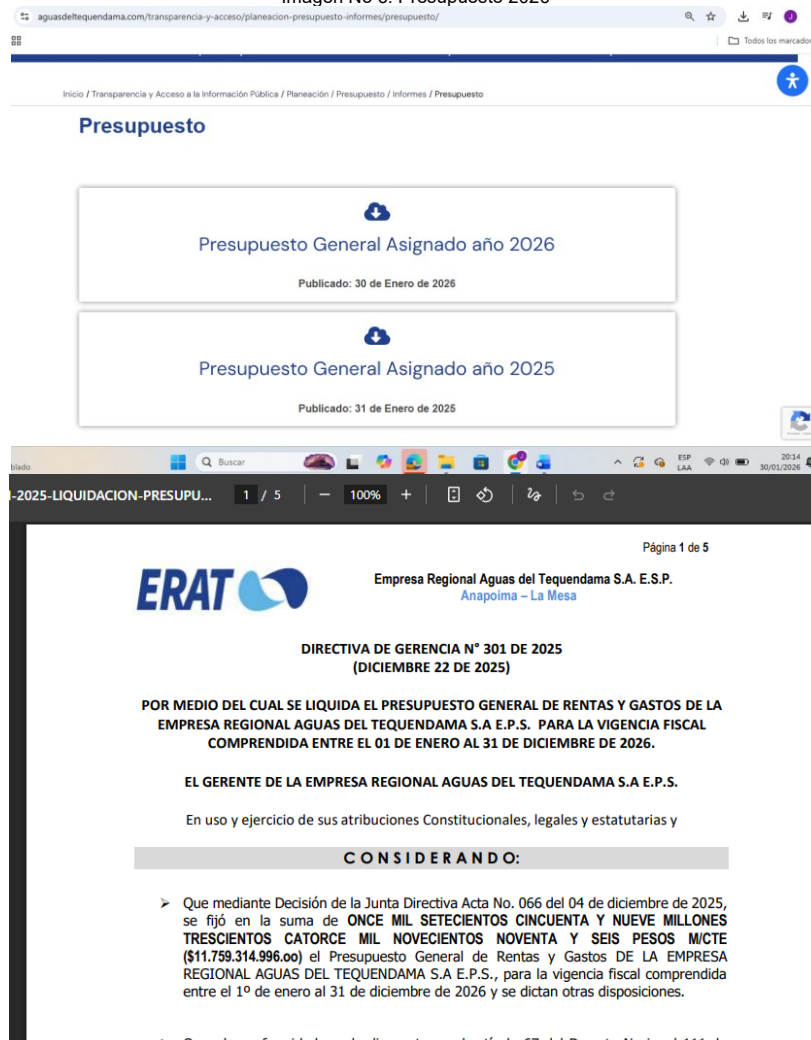 Imagen No 6. Presupuesto 2026
aguasdeltequendama.com/transparencia-y-acceso/planeacion-presupuesto-informes/presupuesto/
Todos los marcador
Inicio / Transparencia y Acceso a la Información Pública / Planeación / Presupuesto / Informes / Presupuesto
Presupuesto
Presupuesto General Asignado año 2026
Publicado: 30 de Enero de 2026
Presupuesto General Asignado año 2025
Publicado: 31 de Enero de 2025
blado
Buscar
ESP
LAA
20:14
30/01/2026
-2025-LIQUIDACION-PRESUPU...
1 / 5
100%
Página 1 de 5
ERAT
Empresa Regional Aguas del Tequendama S.A. E.S.P.
Anapoima – La Mesa
DIRECTIVA DE GERENCIA N° 301 DE 2025
(DICIEMBRE 22 DE 2025)
POR MEDIO DEL CUAL SE LIQUIDA EL PRESUPUESTO GENERAL DE RENTAS Y GASTOS DE LA
EMPRESA REGIONAL AGUAS DEL TEQUENDAMA S.A E.P.S. PARA LA VIGENCIA FISCAL
COMPRENDIDA ENTRE EL 01 DE ENERO AL 31 DE DICIEMBRE DE 2026.
EL GERENTE DE LA EMPRESA REGIONAL AGUAS DEL TEQUENDAMA S.A E.P.S.
En uso y ejercicio de sus atribuciones Constitucionales, legales y estatutarias y
CONSIDERANDO:
➢ Que mediante Decisión de la Junta Directiva Acta No. 066 del 04 de diciembre de 2025,
se fijó en la suma de ONCE MIL SETECIENTOS CINCUENTA Y NUEVE MILLONES
TRESCIENTOS CATORCE MIL NOVECIENTOS NOVENTA Y SEIS PESOS M/CTE
($11.759.314.996.oo) el Presupuesto General de Rentas y Gastos DE LA EMPRESA
REGIONAL AGUAS DEL TEQUENDAMA S.A E.P.S., para la vigencia fiscal comprendida
entre el 1º de enero al 31 de diciembre de 2026 y se dictan otras disposiciones.